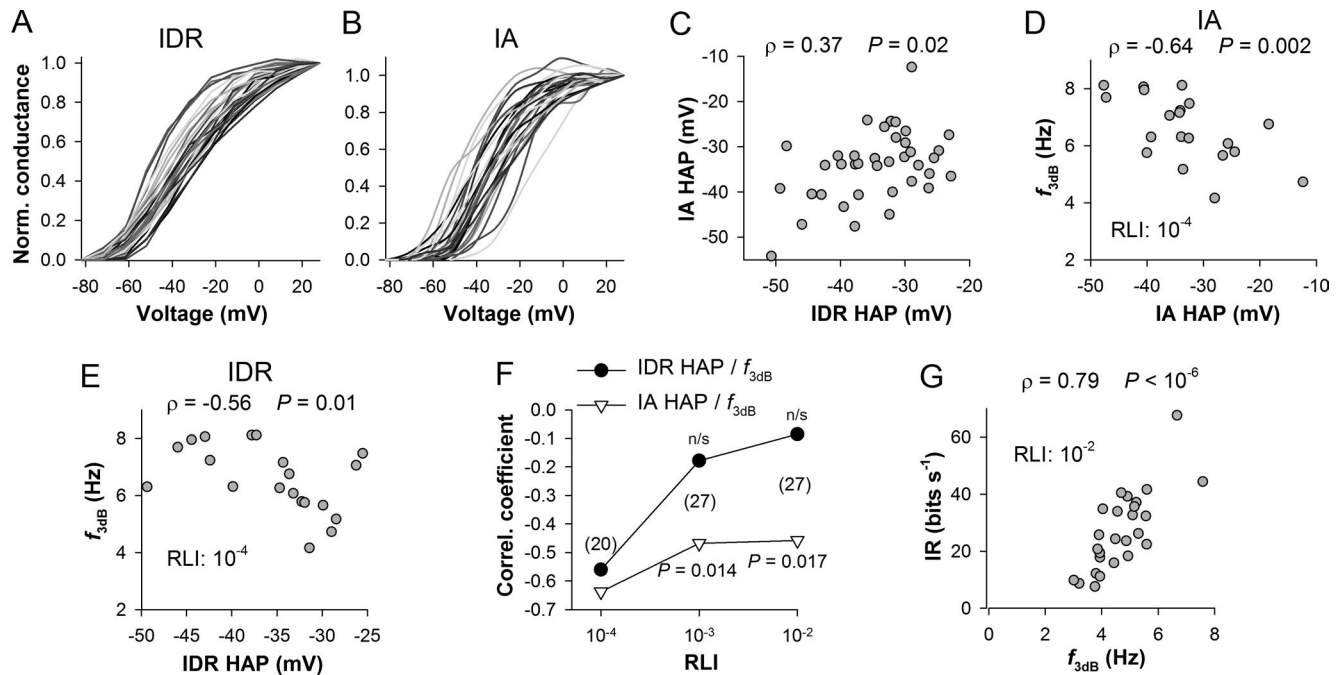 A
IDR
Norm. conductance
1.0
0.8
0.6
0.4
0.2
0.0
-80 -60 -40 -20 0 20
Voltage (mV)
B
IA
1.0
0.8
0.6
0.4
0.2
0.0
-80 -60 -40 -20 0 20
Voltage (mV)
C
ρ = 0.37 P = 0.02
IA HAP (mV)
-10
-20
-30
-40
-50
-50 -40 -30 -20
IDR HAP (mV)
D
IA
ρ = -0.64 P = 0.002
f3dB (Hz)
8
6
4
2
RLI: 10-4
-50 -40 -30 -20 -10
IA HAP (mV)
E
IDR
ρ = -0.56 P = 0.01
f3dB (Hz)
8
6
4
2
RLI: 10-4
-50 -45 -40 -35 -30 -25
IDR HAP (mV)
F
IDR HAP / f3dB
IA HAP / f3dB
Correl. coefficient
0.0
-0.1
-0.2
-0.3
-0.4
-0.5
-0.6
-0.7
n/s
n/s
(20)
(27)
(27)
P = 0.014
P = 0.017
10-4 10-3 10-2
RLI
G
ρ = 0.79 P < 10-6
RLI: 10-2
IR (bits s-1)
60
40
20
0
0 2 4 6 8
f3dB (Hz)